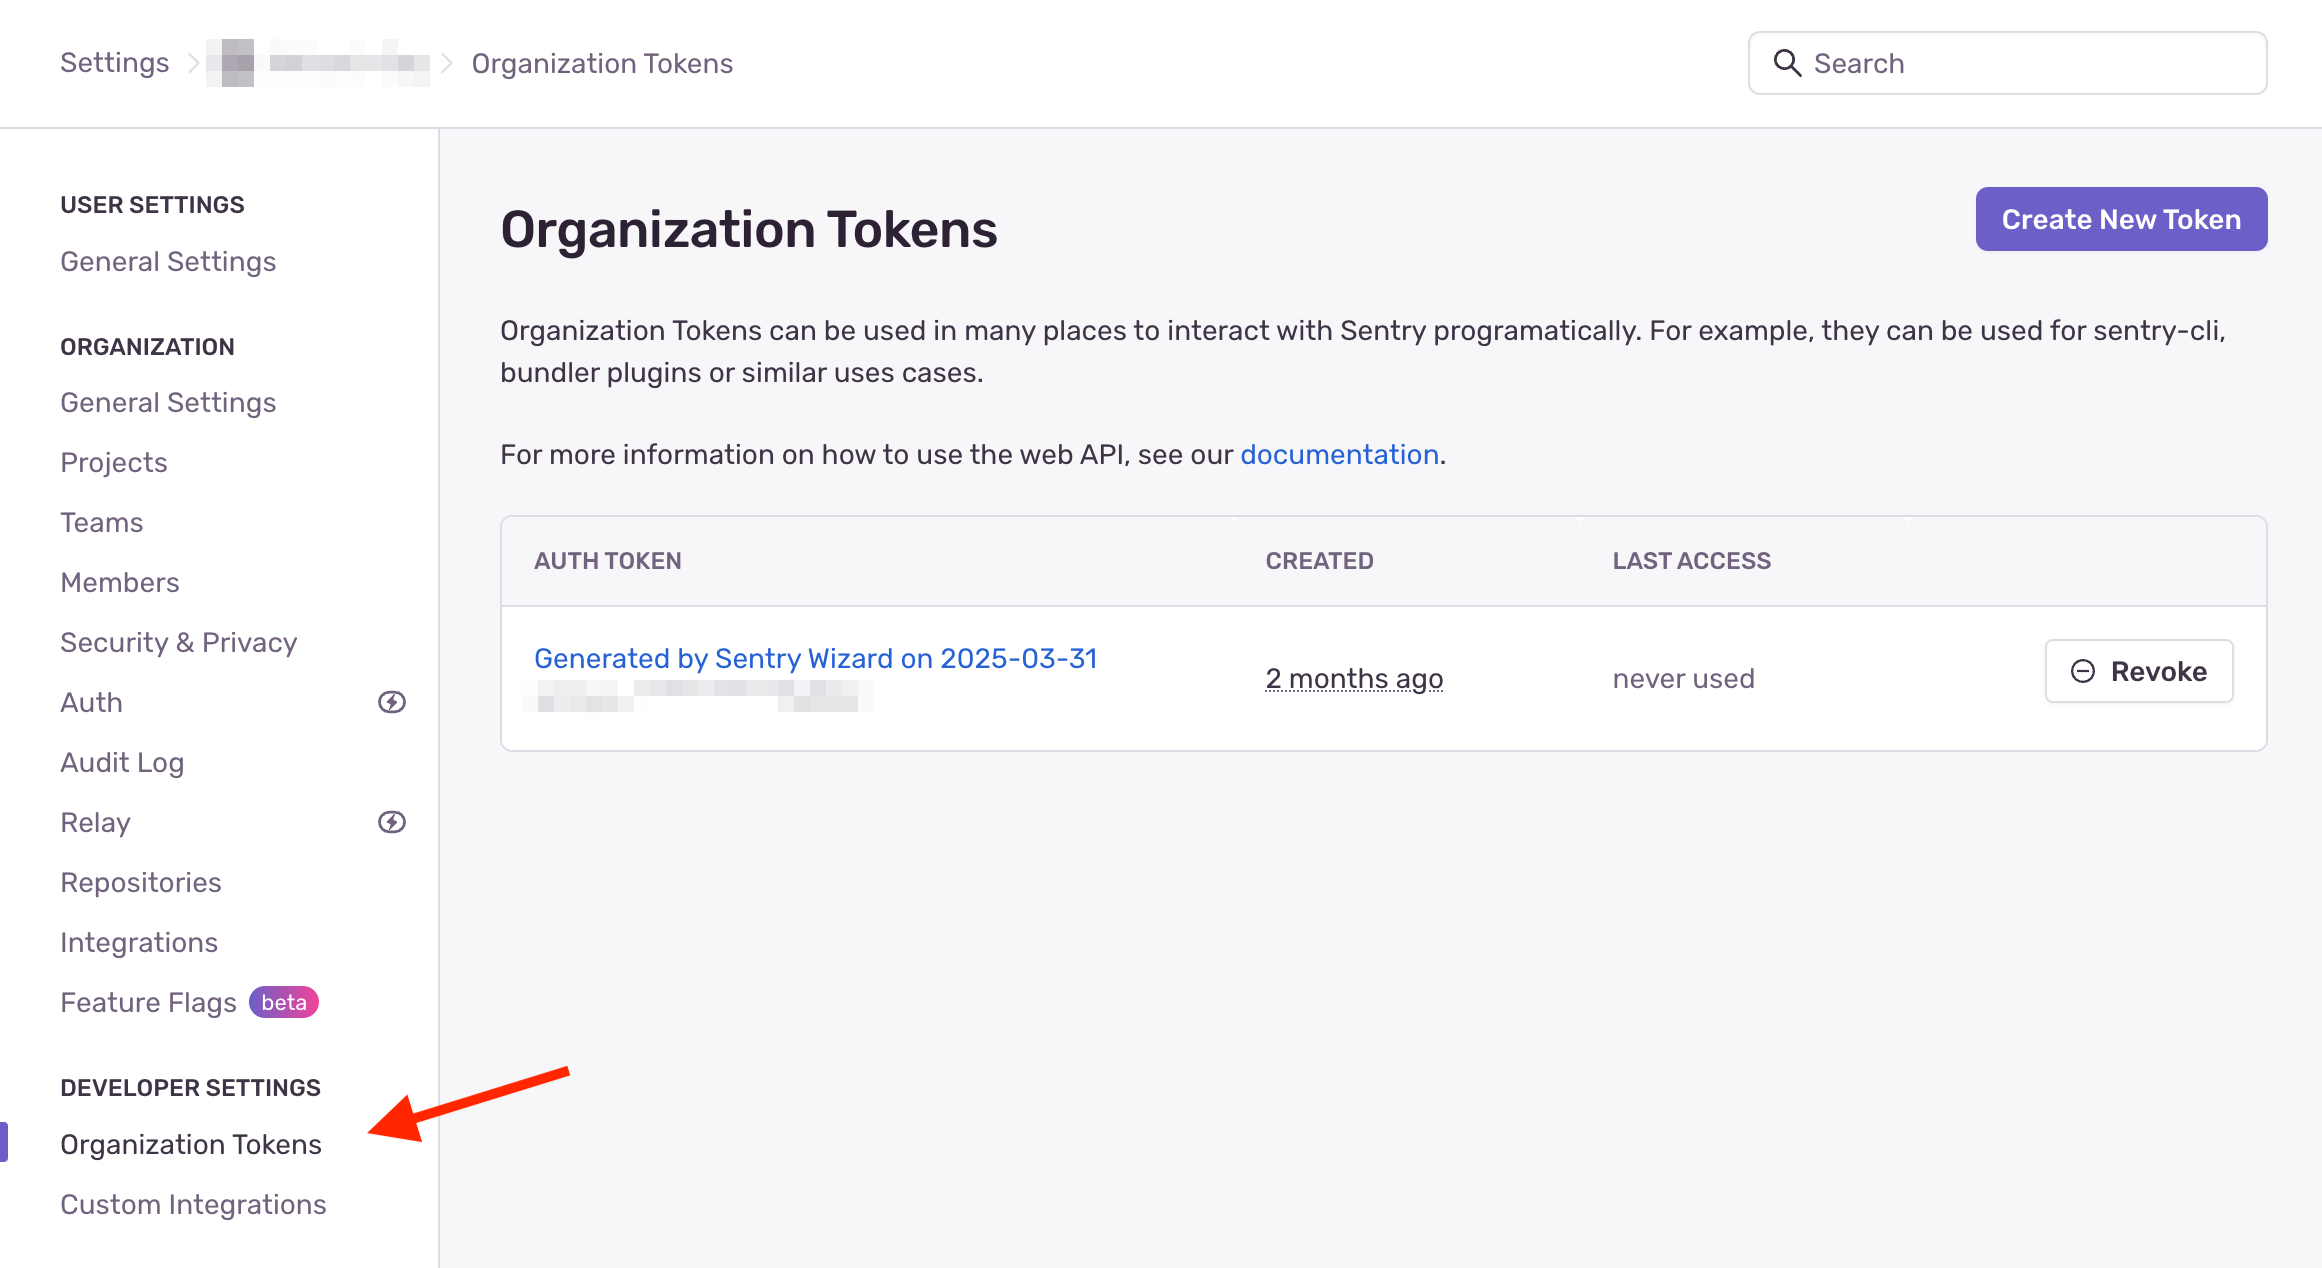 Settings > Organization Tokens
Search
USER SETTINGS
General Settings
ORGANIZATION
General Settings
Projects
Teams
Members
Security & Privacy
Auth
Audit Log
Relay
Repositories
Integrations
Feature Flags beta
DEVELOPER SETTINGS
Organization Tokens
Custom Integrations
Organization Tokens
Create New Token
Organization Tokens can be used in many places to interact with Sentry programatically. For example, they can be used for sentry-cli,
bundler plugins or similar uses cases.
For more information on how to use the web API, see our documentation.
AUTH TOKEN CREATED LAST ACCESS
Generated by Sentry Wizard on 2025-03-31
2 months ago never used Revoke